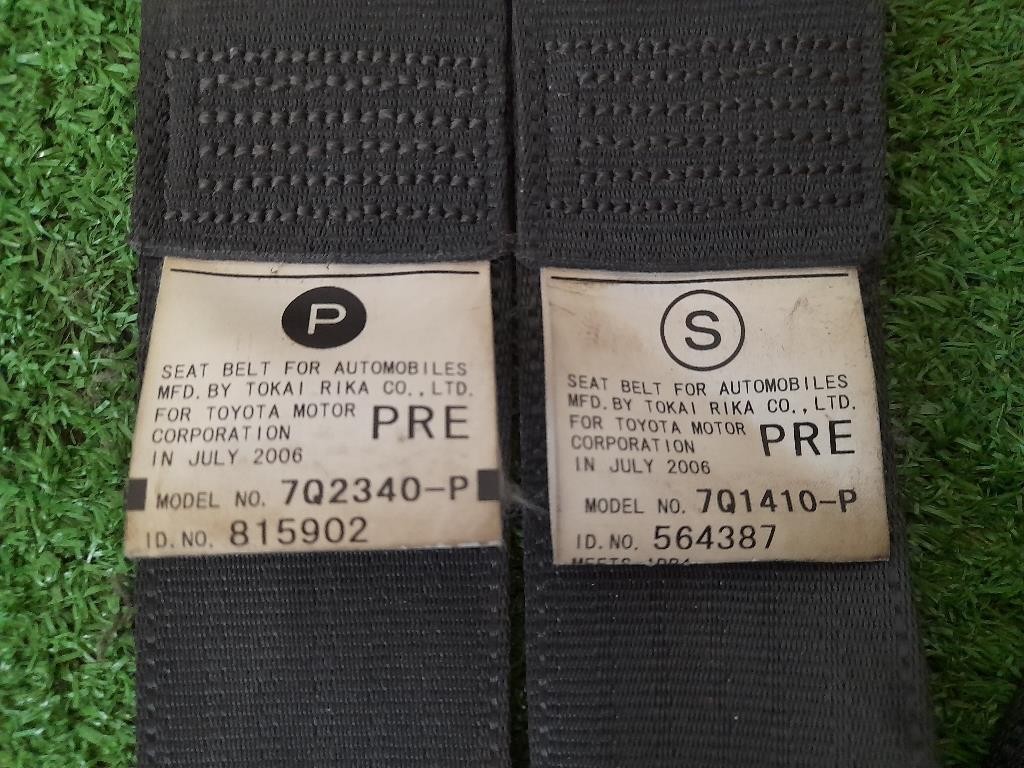 P
SEAT BELT FOR AUTOMOBILES
MFD. BY TOKAI RIKA CO., LTD.
FOR TOYOTA MOTOR PRE
CORPORATION
IN JULY 2006
MODEL NO. 7Q2340-P
ID. NO. 815902
S
SEAT BELT FOR AUTOMOBILES
MFD. BY TOKAI RIKA CO., LTD.
FOR TOYOTA MOTOR PRE
CORPORATION
IN JULY 2006
MODEL NO. 7Q1410-P
ID. NO. 564387